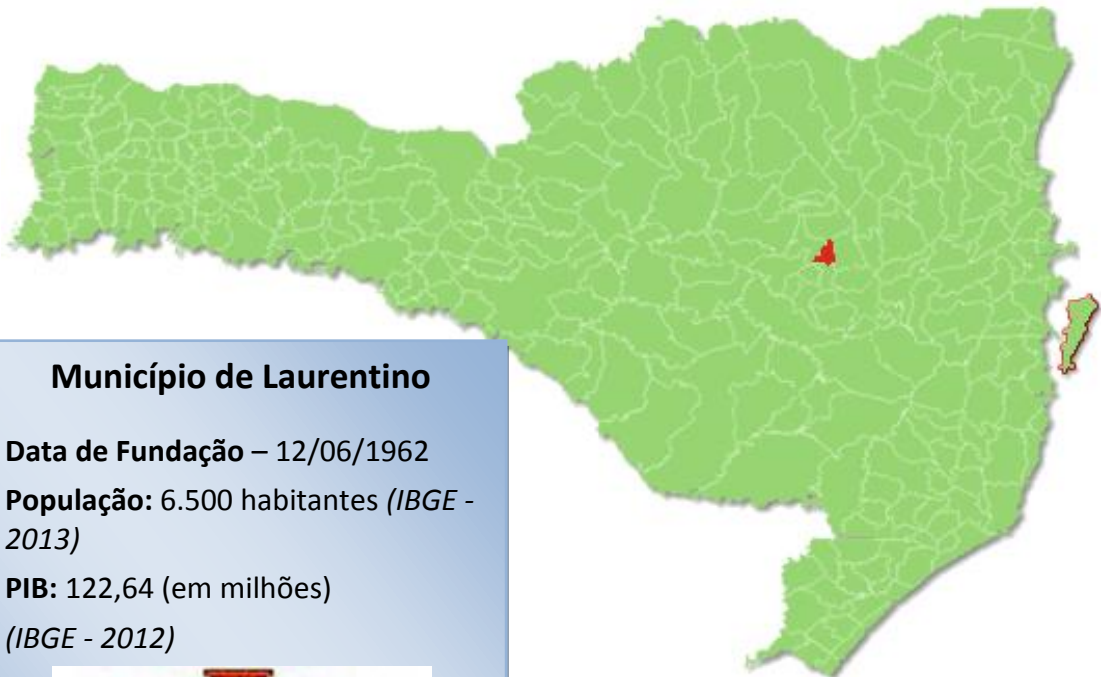 Município de Laurentino
Data de Fundação – 12/06/1962
População: 6.500 habitantes (IBGE -
2013)
PIB: 122,64 (em milhões)
(IBGE - 2012)